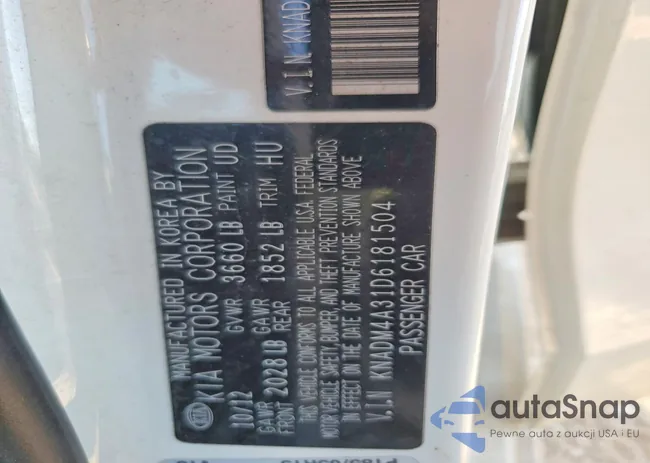 V.I.N KNAD
MANUFACTURED IN KOREA BY
KIA MOTORS CORPORATION
10/12 GVWR 3660 LB PAINT UD
GAWR FRONT 2028 LB GAWR REAR 1852 LB TRIM HU
THIS VEHICLE CONFORMS TO ALL APPLICABLE USA. FEDERAL
MOTOR VEHICLE SAFETY, BUMPER, AND THEFT PREVENTION STANDARDS
IN EFFECT ON THE DATE OF MANUFACTURE SHOWN ABOVE
V.I.N KNADM4A31D6181504
PASSENGER CAR
autaSnap
Pewne auta z aukcji USA i EU